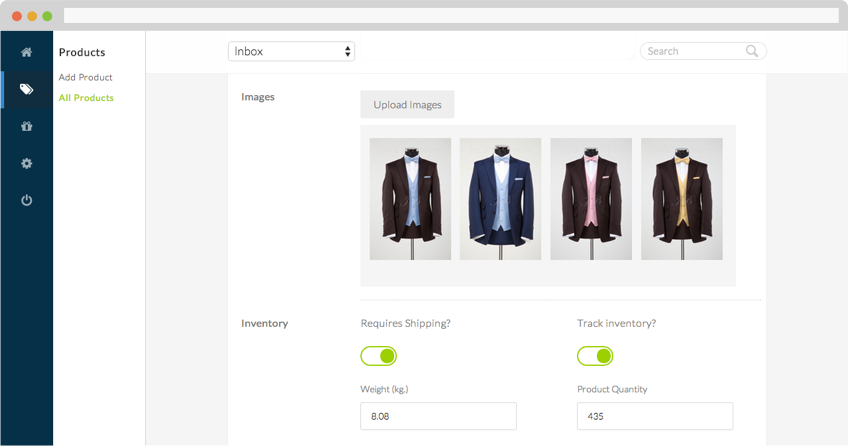 Products
Add Product
All Products
Inbox
Search
Images
Upload Images
Inventory
Requires Shipping?
Track inventory?
Weight (kg.)
Product Quantity
8.08
435